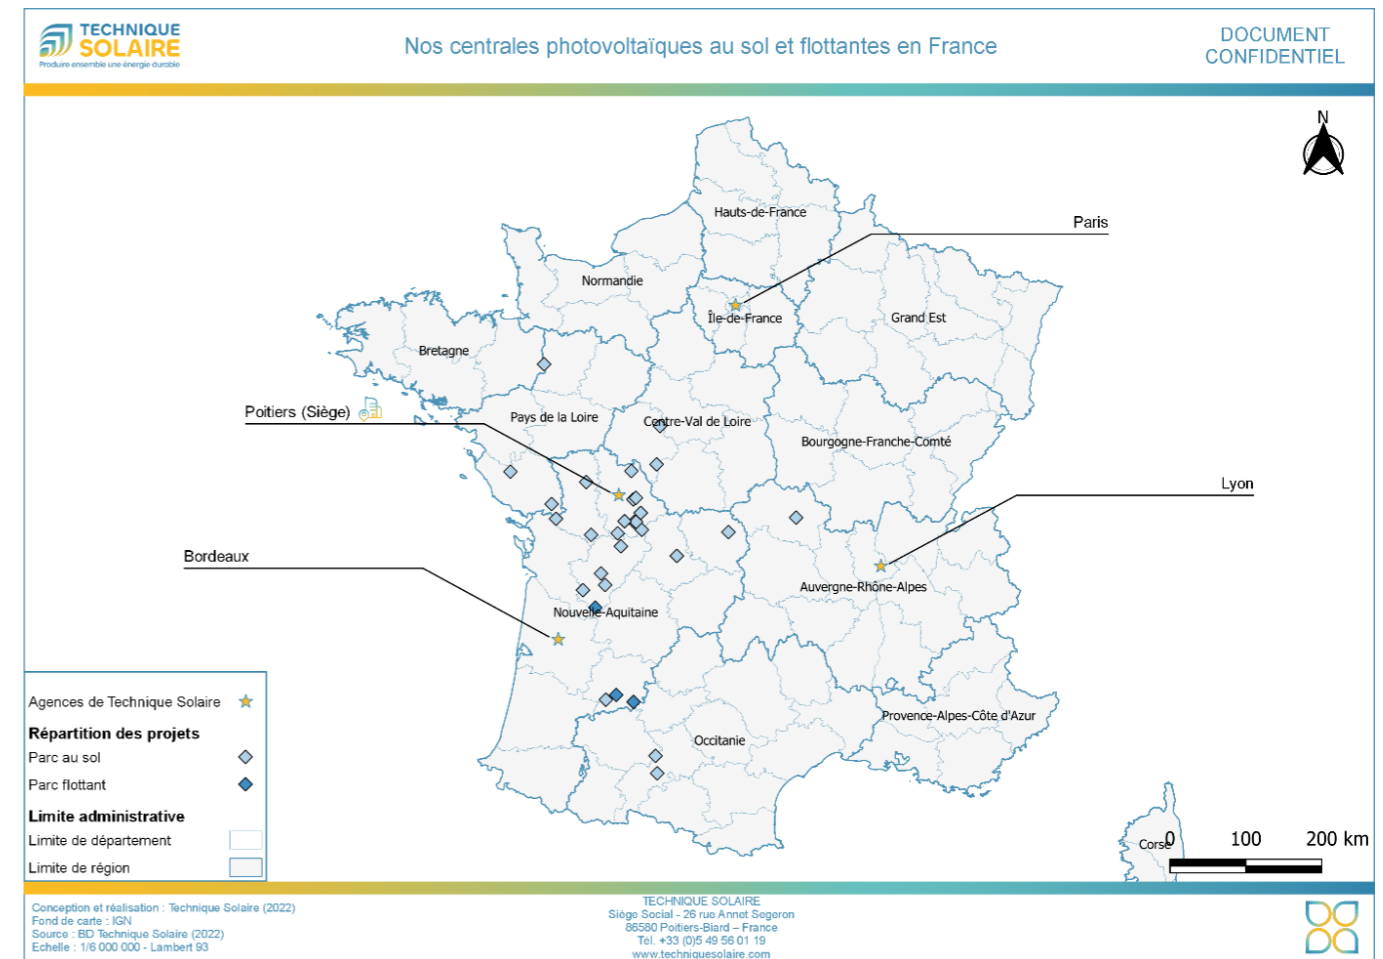 TECHNIQUE
SOLAIRE
Produire ensemble une énergie durable
Nos centrales photovoltaïques au sol et flottantes en France
DOCUMENT
CONFIDENTIEL
N
Hauts-de-France
Paris
Normandie
Île-de-France
Grand Est
Bretagne
Poitiers (Siège)
Pays de la Loire
Centre-Val de Loire
Bourgogne-Franche-Comté
Lyon
Bordeaux
Auvergne-Rhône-Alpes
Nouvelle-Aquitaine
Provence-Alpes-Côte d'Azur
Occitanie
Agences de Technique Solaire
Répartition des projets
Parc au sol
Parc flottant
Limite administrative
Limite de département
Limite de région
Corse
0 100 200 km
Conception et réalisation : Technique Solaire (2022)
Fond de carte : IGN
Source : BD Technique Solaire (2022)
Echelle : 1/6 000 000 - Lambert 93
TECHNIQUE SOLAIRE
Siège Social - 26 rue Annet Segeron
86580 Poitiers-Biard – France
Tél. +33 (0)5 49 56 01 19
www.techniquesolaire.com